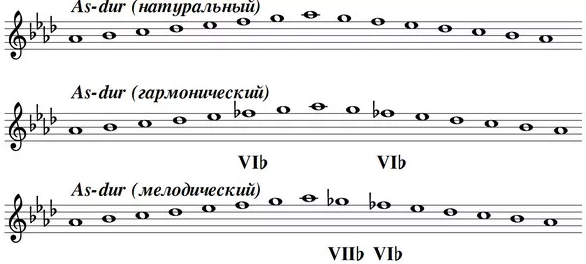 As-dur (натуральный)
As-dur (гармонический)
VI♭ VI♭
As-dur (мелодический)
VII♭ VI♭